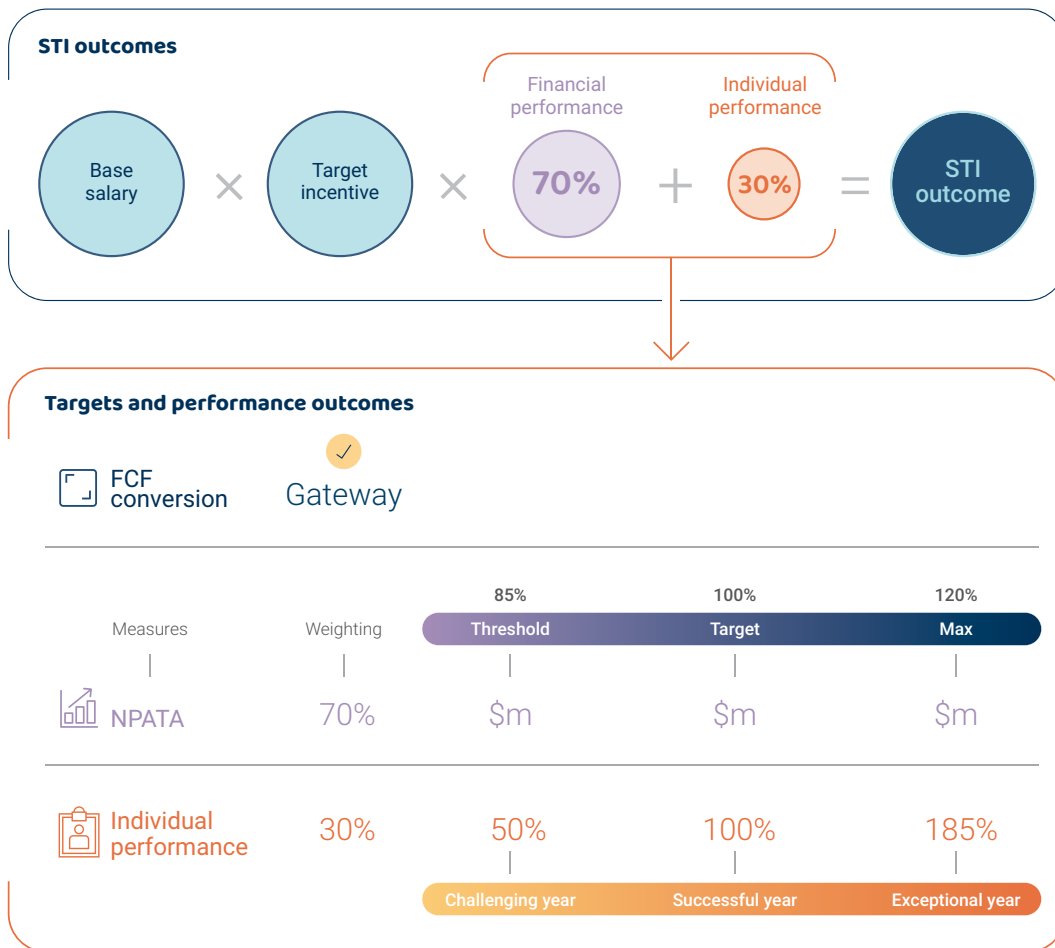 STI outcomes
Financial
performance
Individual
performance
Base
salary
×
Target
incentive
×
70%
+
30%
=
STI
outcome
Targets and performance outcomes
FCF
conversion
Gateway
85%
100%
120%
Measures
Weighting
Threshold
Target
Max
NPATA
70%
$m
$m
$m
Individual
performance
30%
50%
100%
185%
Challenging year
Successful year
Exceptional year